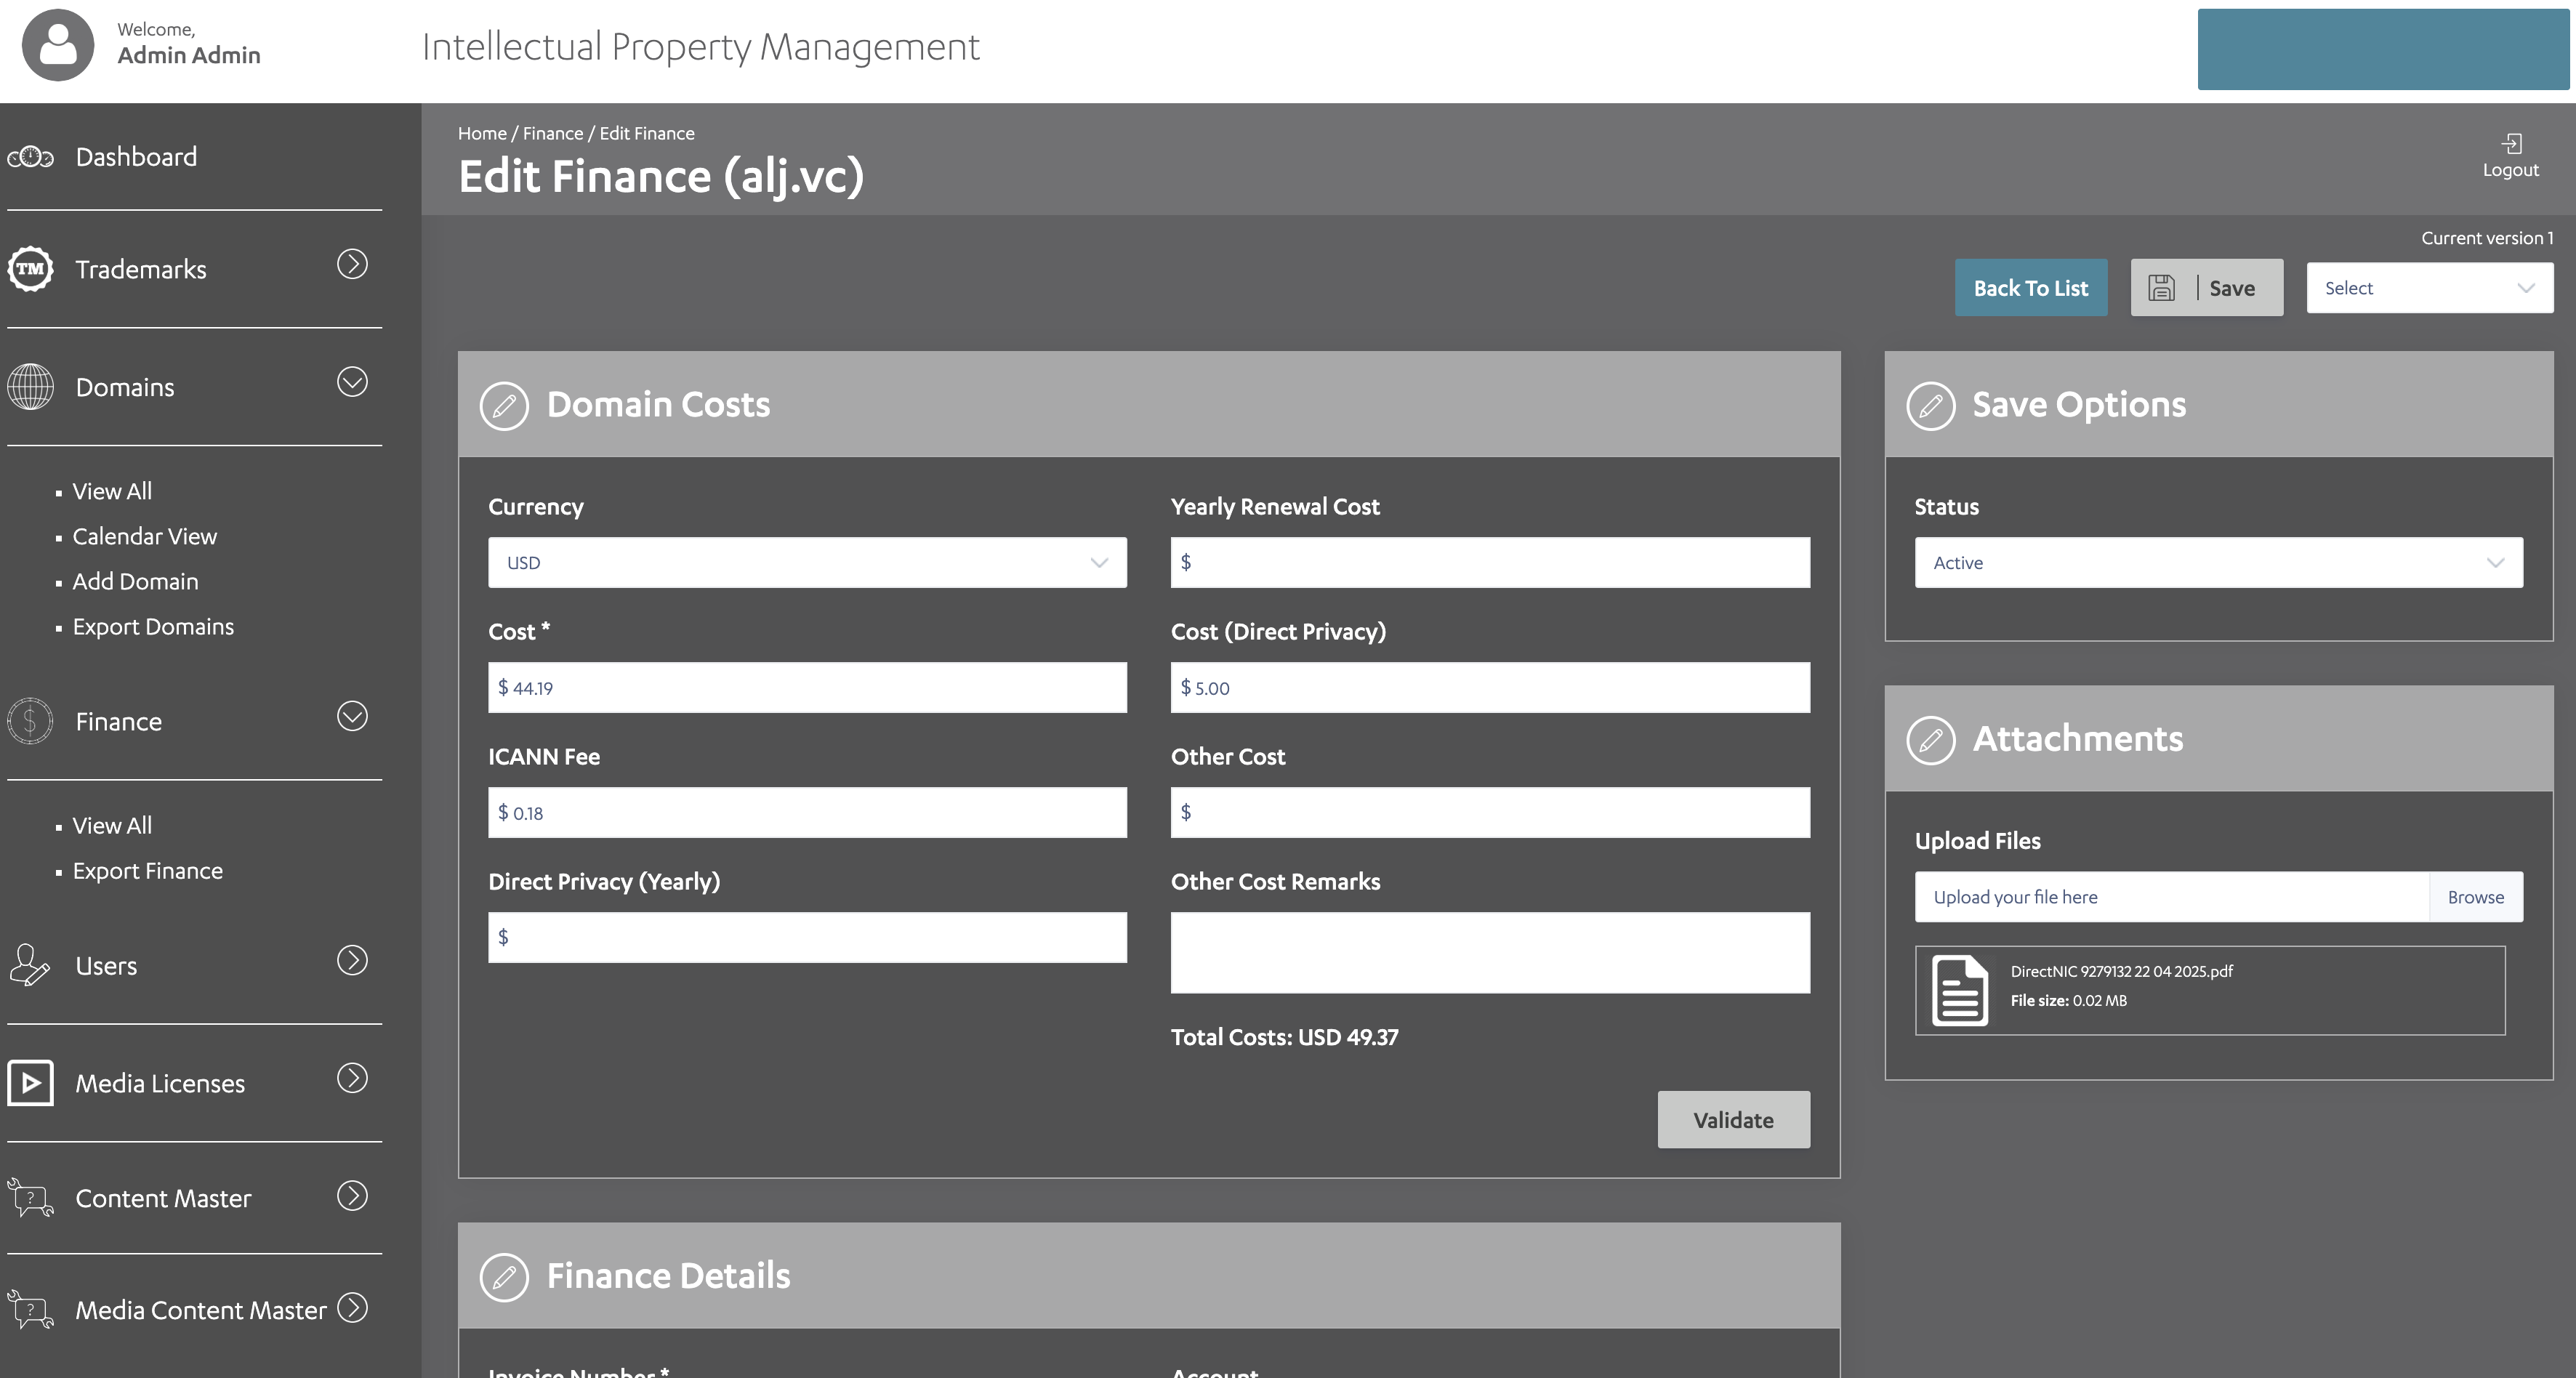 Welcome,
Admin Admin
Intellectual Property Management
Dashboard
TM
Trademarks
Domains
View All
Calendar View
Add Domain
Export Domains
$
Finance
View All
Export Finance
Users
Media Licenses
?
Content Master
?
Media Content Master
Home / Finance / Edit Finance
Edit Finance (alj.vc)
Logout
Current version 1
Back To List
Save
Select
Domain Costs
Currency
USD
Yearly Renewal Cost
$
Cost *
$ 44.19
Cost (Direct Privacy)
$ 5.00
ICANN Fee
$ 0.18
Other Cost
$
Direct Privacy (Yearly)
$
Other Cost Remarks
Total Costs: USD 49.37
Validate
Save Options
Status
Active
Attachments
Upload Files
Upload your file here
Browse
DirectNIC 9279132 22 04 2025.pdf
File size: 0.02 MB
Finance Details
Invoice Number *
Account